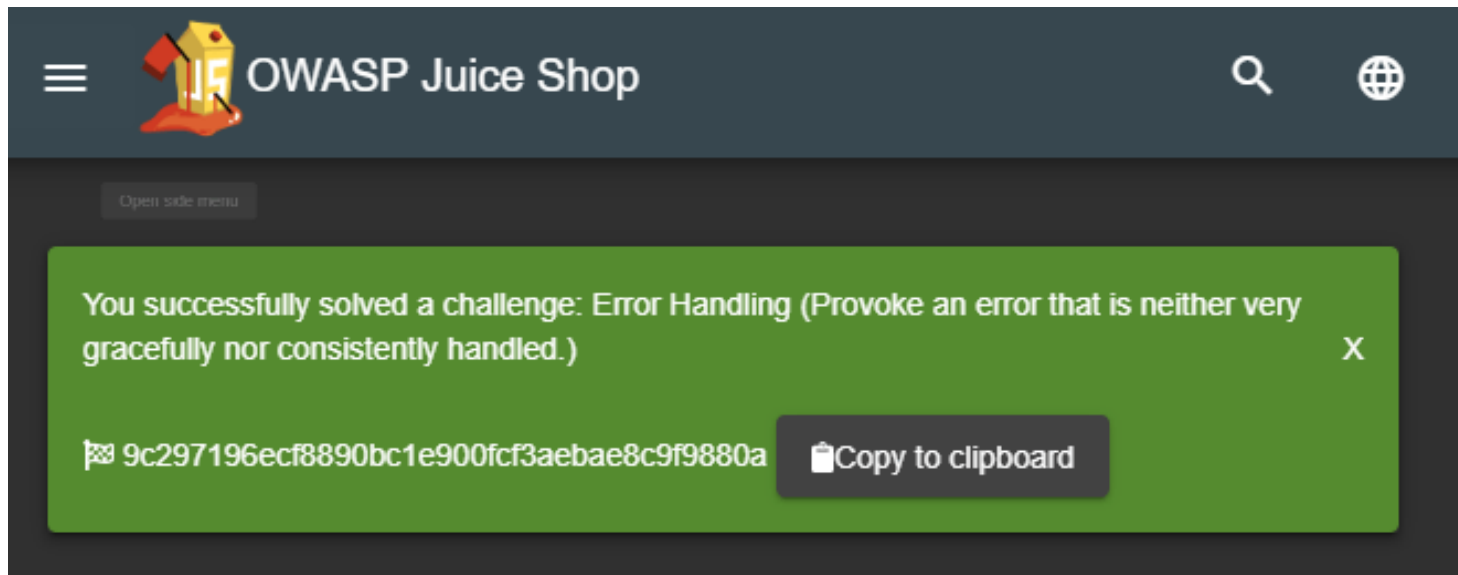 OWASP Juice Shop
Open side menu
You successfully solved a challenge: Error Handling (Provoke an error that is neither very
gracefully nor consistently handled.)
X
9c297196ecf8890bc1e900fcf3aebae8c9f9880a
Copy to clipboard